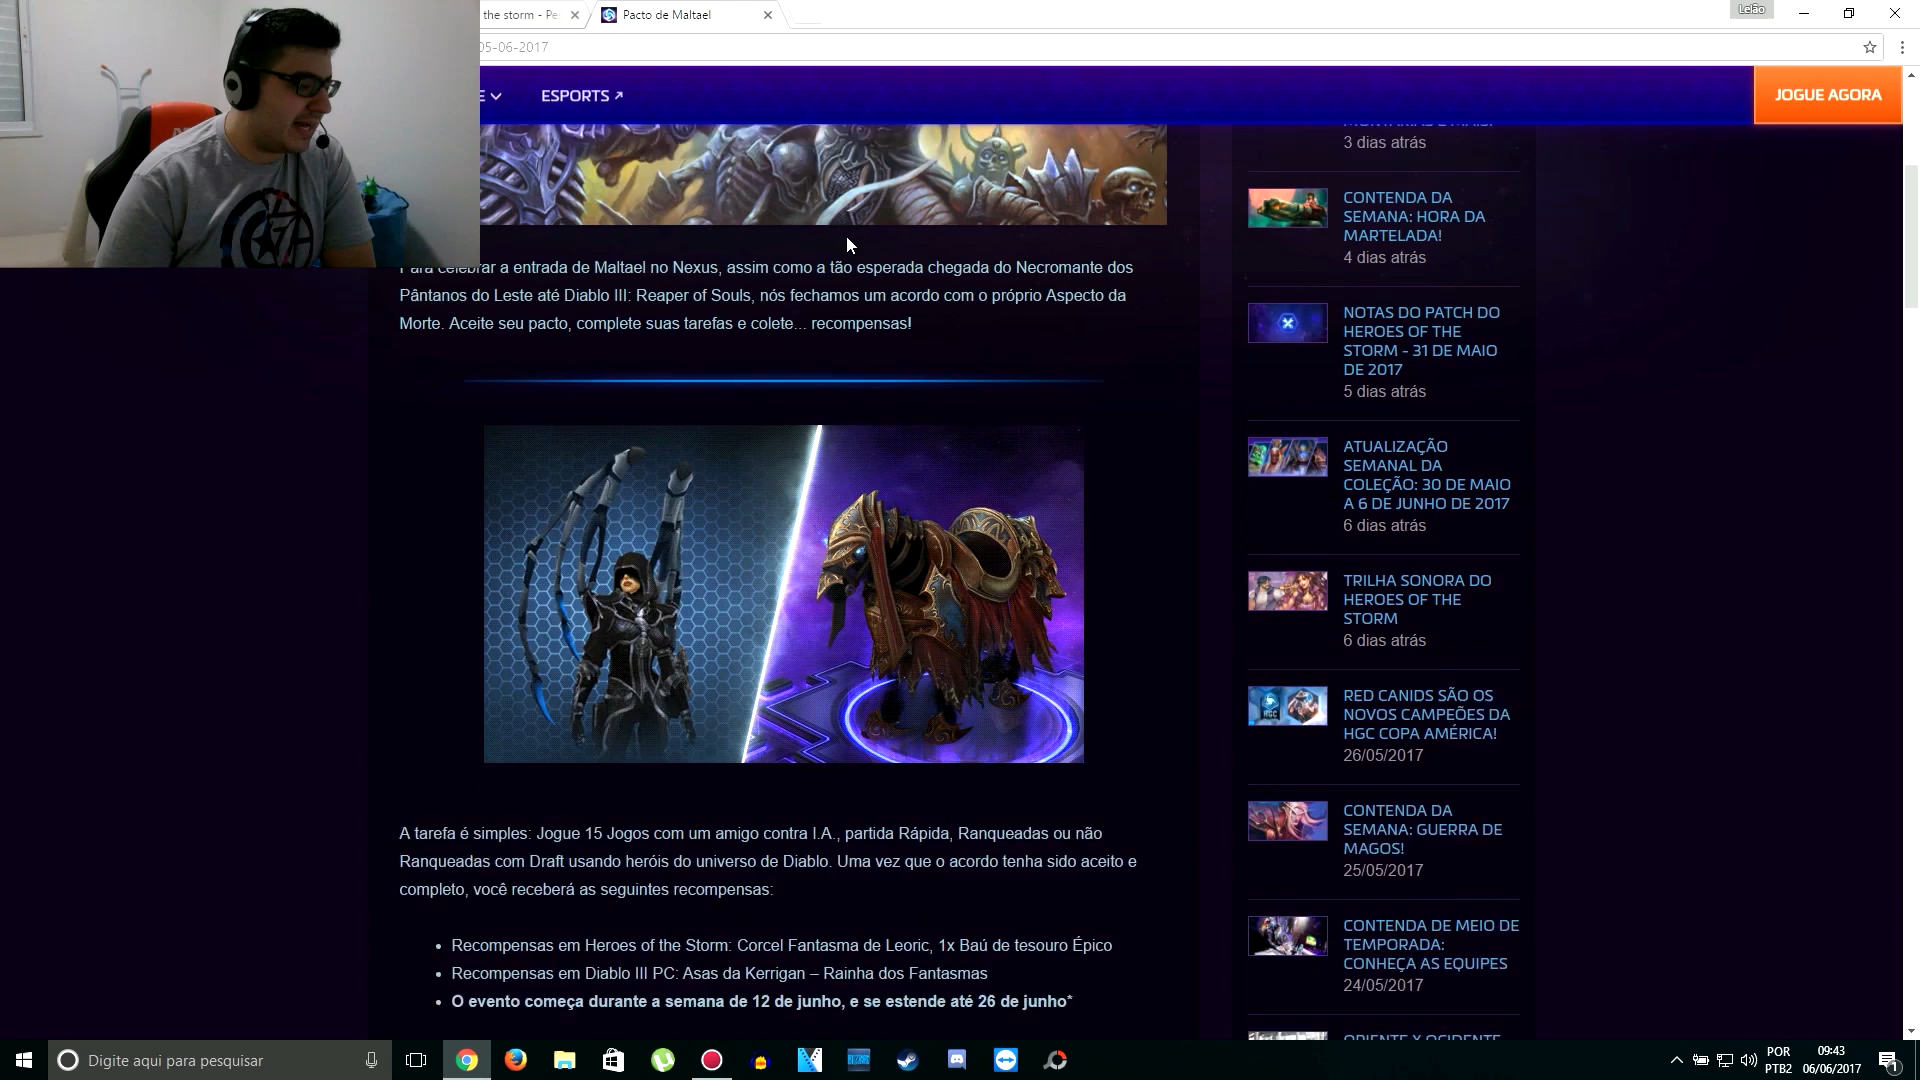 the storm - Pe
Pacto de Maltael
Lelão
05-06-2017
E
ESPORTS
JOGUE AGORA
Para celebrar a entrada de Maltael no Nexus, assim como a tão esperada chegada do Necromante dos
Pântanos do Leste até Diablo III: Reaper of Souls, nós fechamos um acordo com o próprio Aspecto da
Morte. Aceite seu pacto, complete suas tarefas e colete... recompensas!
A tarefa é simples: Jogue 15 Jogos com um amigo contra I.A., partida Rápida, Ranqueadas ou não
Ranqueadas com Draft usando heróis do universo de Diablo. Uma vez que o acordo tenha sido aceito e
completo, você receberá as seguintes recompensas:
• Recompensas em Heroes of the Storm: Corcel Fantasma de Leoric, 1x Baú de tesouro Épico
• Recompensas em Diablo III PC: Asas da Kerrigan – Rainha dos Fantasmas
• O evento começa durante a semana de 12 de junho, e se estende até 26 de junho*
3 dias atrás
CONTENDA DA
SEMANA: HORA DA
MARTELADA!
4 dias atrás
NOTAS DO PATCH DO
HEROES OF THE
STORM - 31 DE MAIO
DE 2017
5 dias atrás
ATUALIZAÇÃO
SEMANAL DA
COLEÇÃO: 30 DE MAIO
A 6 DE JUNHO DE 2017
6 dias atrás
TRILHA SONORA DO
HEROES OF THE
STORM
6 dias atrás
RED CANIDS SÃO OS
NOVOS CAMPEÕES DA
HGC COPA AMÉRICA!
26/05/2017
CONTENDA DA
SEMANA: GUERRA DE
MAGOS!
25/05/2017
CONTENDA DE MEIO DE
TEMPORADA:
CONHEÇA AS EQUIPES
24/05/2017
ORIENTE X OCIDENTE
Digite aqui para pesquisar
POR
PTB2
09:43
06/06/2017
1